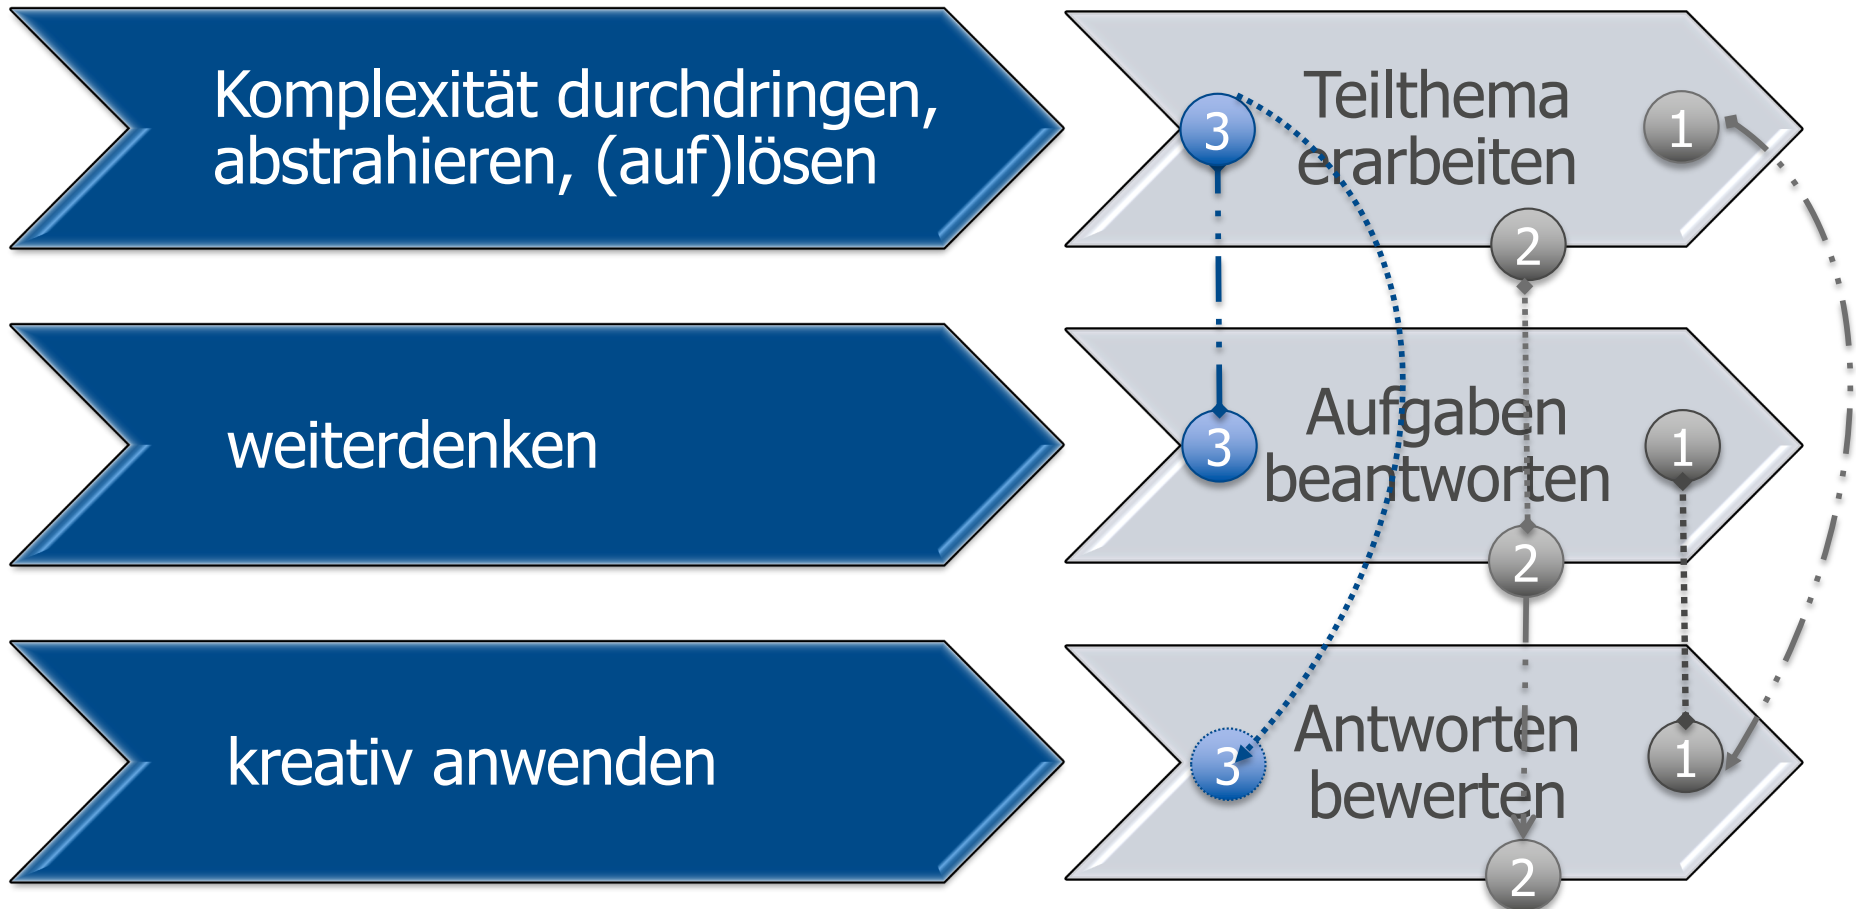 Komplexität durchdringen,
abstrahieren, (auf)lösen
3
Teilthema
erarbeiten
1
2
weiterdenken
3
Aufgaben
beantworten
1
2
kreativ anwenden
3
Antworten
bewerten
1
2